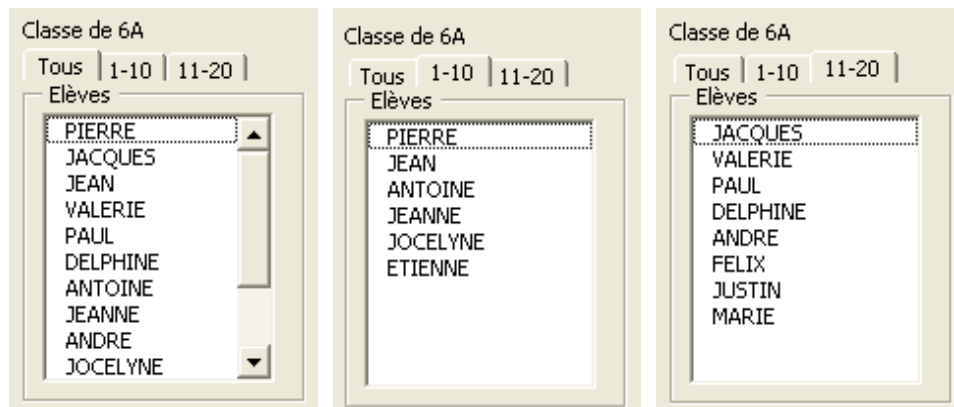 Classe de 6A
Tous 1-10 11-20
Elèves
PIERRE
JACQUES
JEAN
VALERIE
PAUL
DELPHINE
ANTOINE
JEANNE
ANDRE
JOCELYNE
Classe de 6A
Tous 1-10 11-20
Elèves
PIERRE
JEAN
ANTOINE
JEANNE
JOCELYNE
ETIENNE
Classe de 6A
Tous 1-10 11-20
Elèves
JACQUES
VALERIE
PAUL
DELPHINE
ANDRE
FELIX
JUSTIN
MARIE